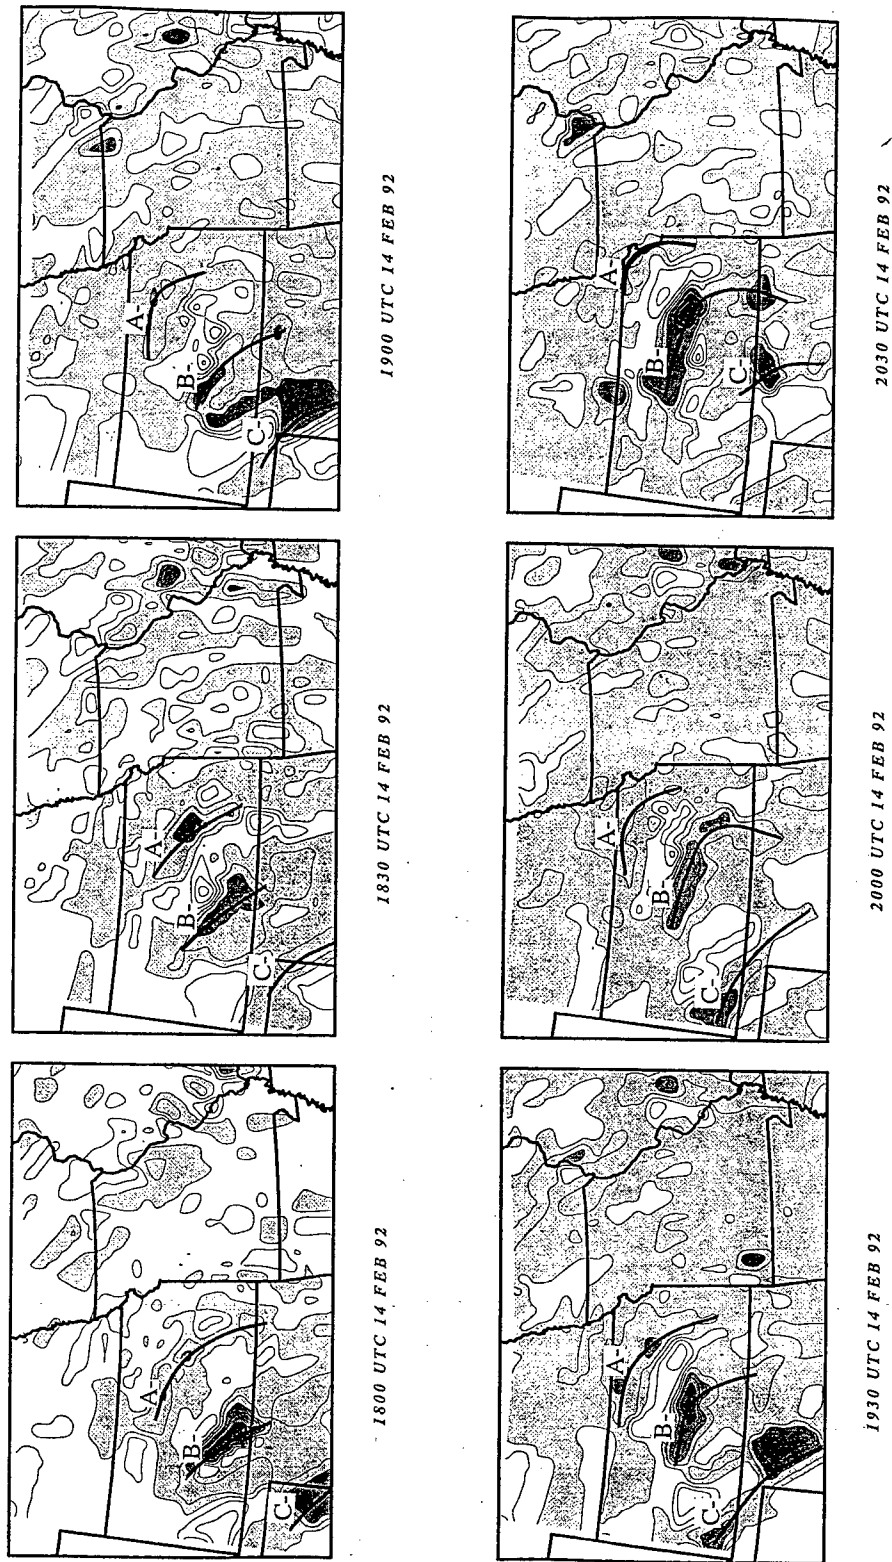 A-
B-
C-
1800 UTC 14 FEB 92
A-
B-
C-
1830 UTC 14 FEB 92
A-
B-
C-
1900 UTC 14 FEB 92
A-
B-
C-
1930 UTC 14 FEB 92
A-
B-
C-
2000 UTC 14 FEB 92
A-
B-
C-
2030 UTC 14 FEB 92